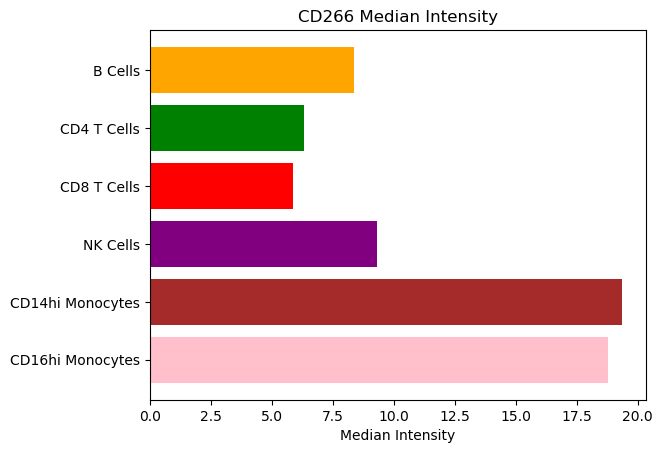 CD266 Median Intensity
B Cells
CD4 T Cells
CD8 T Cells
NK Cells
CD14hi Monocytes
CD16hi Monocytes
0.0 2.5 5.0 7.5 10.0 12.5 15.0 17.5 20.0
Median Intensity